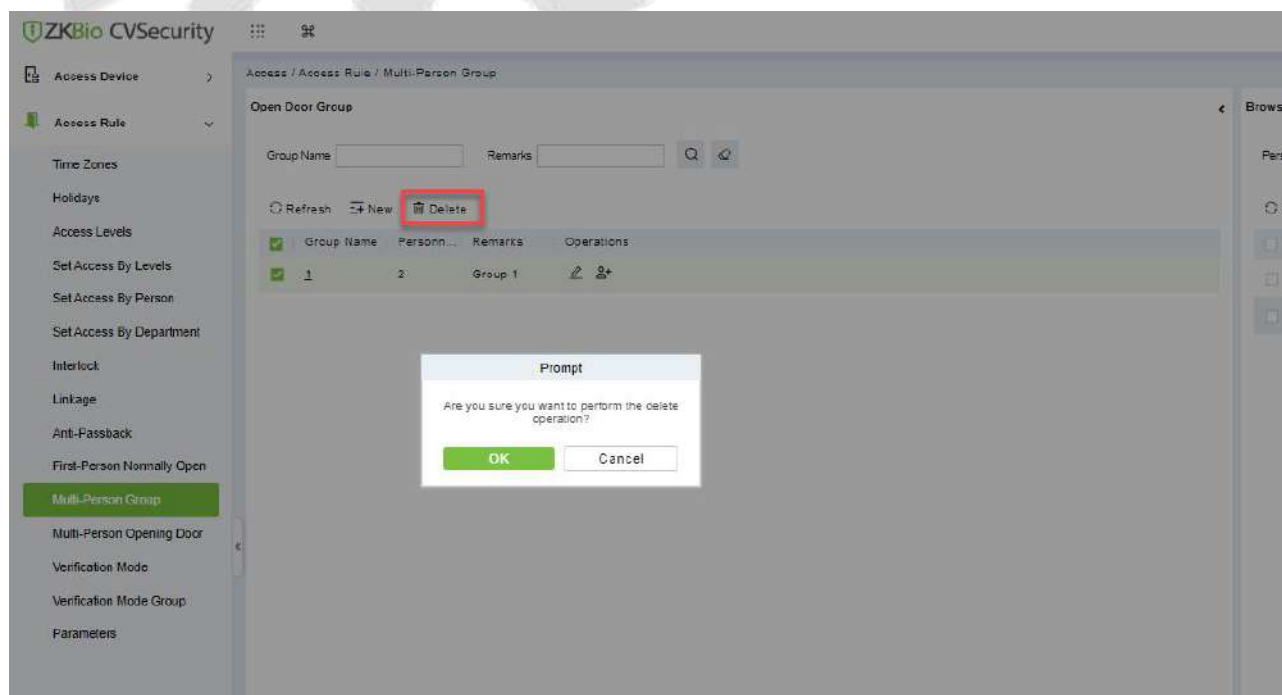 ZKBio CVSecurity
Access Device
Access Rule
Time Zones
Holidays
Access Levels
Set Access By Levels
Set Access By Person
Set Access By Department
Interlock
Linkage
Anti-Passback
First-Person Normally Open
Multi-Person Group
Multi-Person Opening Door
Verification Mode
Verification Mode Group
Parameters
Access / Access Rule / Multi-Person Group
Open Door Group
Group Name Remarks
Refresh New Delete
Group Name Personn... Remarks Operations
1 2 Group 1
Prompt
Are you sure you want to perform the delete
operation?
OK Cancel
Brows
Pers